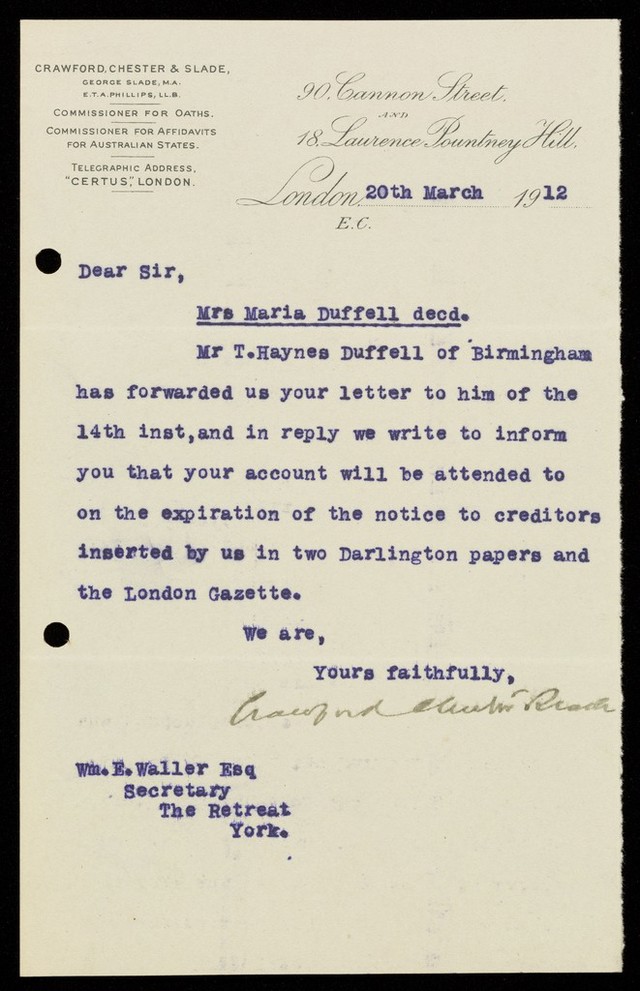 CRAWFORD, CHESTER & SLADE,
GEORGE SLADE, M.A.
E.T.A. PHILLIPS, LL.B.
COMMISSIONER FOR OATHS.
COMMISSIONER FOR AFFIDAVITS
FOR AUSTRALIAN STATES.
TELEGRAPHIC ADDRESS,
"CERTUS", LONDON.
90, Cannon Street,
AND
18, Laurence Pountney Hill,
London, 20th March 1912
E.C.
Dear Sir,
Mrs Maria Duffell decd.
Mr T.Haynes Duffell of Birmingham
has forwarded us your letter to him of the
14th inst,and in reply we write to inform
you that your account will be attended to
on the expiration of the notice to creditors
inserted by us in two Darlington papers and
the London Gazette.
We are,
Yours faithfully,
Crawford Chester & Slade
Wm.E.Waller Esq
Secretary
The Retreat
York.